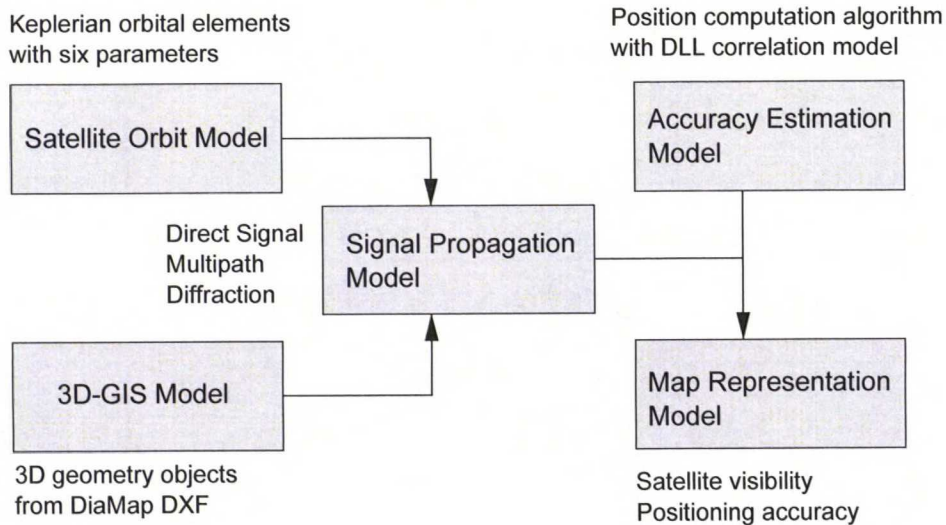 Keplerian orbital elements
with six parameters
Satellite Orbit Model
Position computation algorithm
with DLL correlation model
Accuracy Estimation
Model
Direct Signal
Multipath
Diffraction
Signal Propagation
Model
3D-GIS Model
3D geometry objects
from DiaMap DXF
Map Representation
Model
Satellite visibility
Positioning accuracy